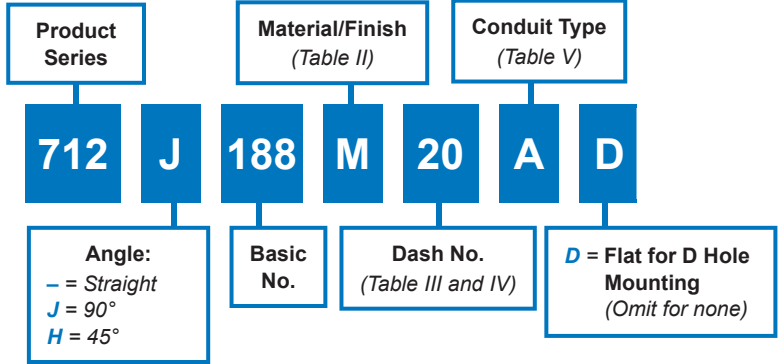 Product
Series
Material/Finish
(Table II)
Conduit Type
(Table V)
712 J 188 M 20 A D
Angle:
– = Straight
J = 90°
H = 45°
Basic
No.
Dash No.
(Table III and IV)
D = Flat for D Hole
Mounting
(Omit for none)